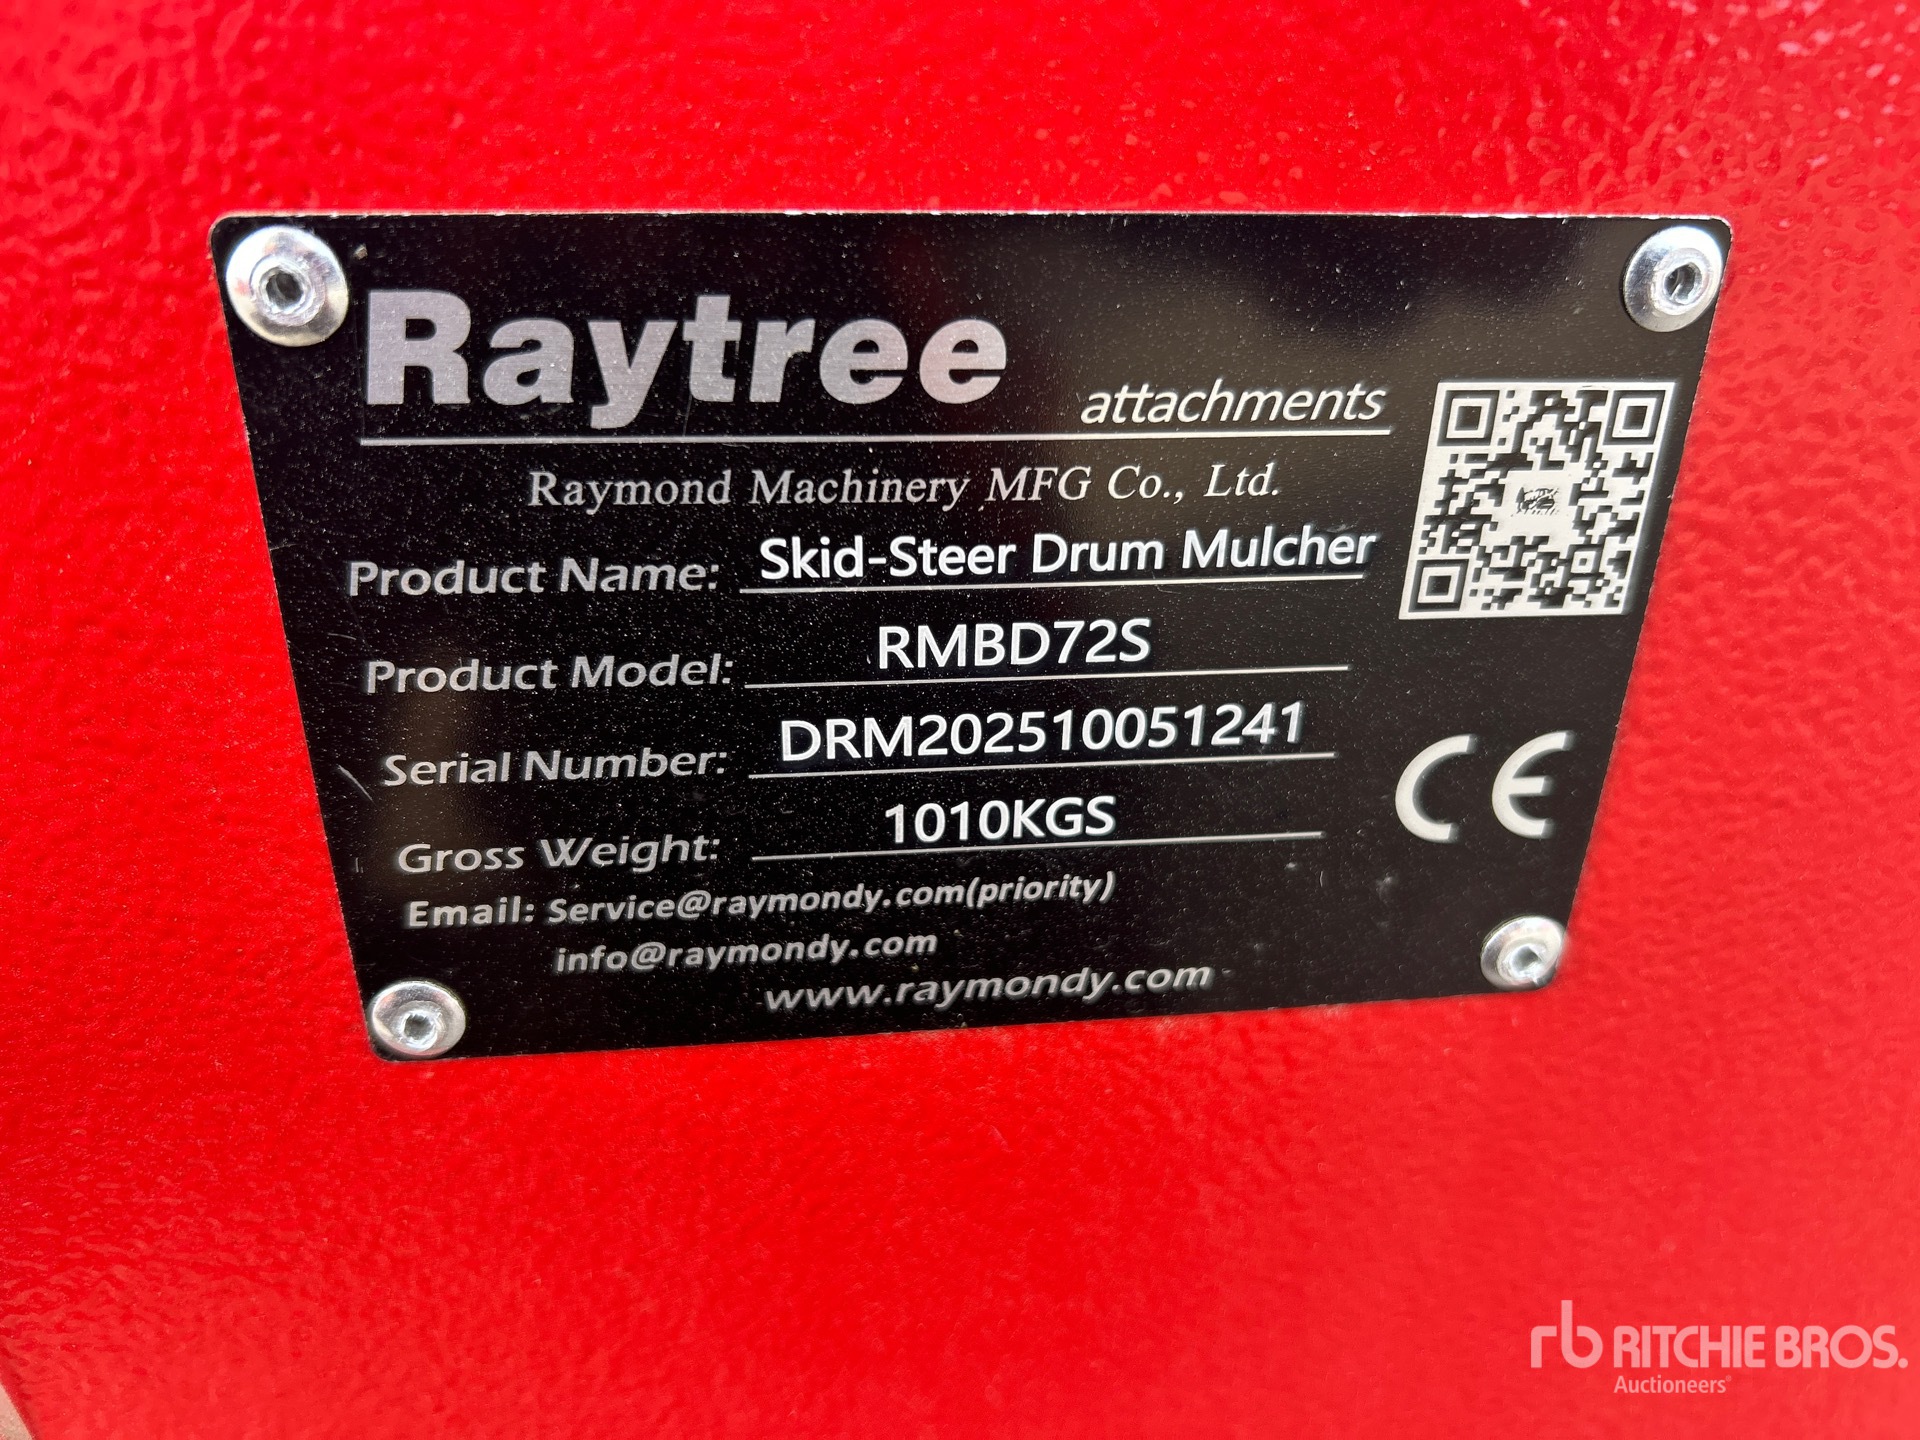 Raytree
attachments
Raymond Machinery MFG Co., Ltd.
Product Name: Skid-Steer Drum Mulcher
Product Model: RMBD72S
Serial Number: DRM202510051241
Gross Weight: 1010KGS
Email: Service@raymondy.com(priority)
info@raymondy.com
www.raymondy.com
CE
rb RITCHIE BROS.
Auctioneers